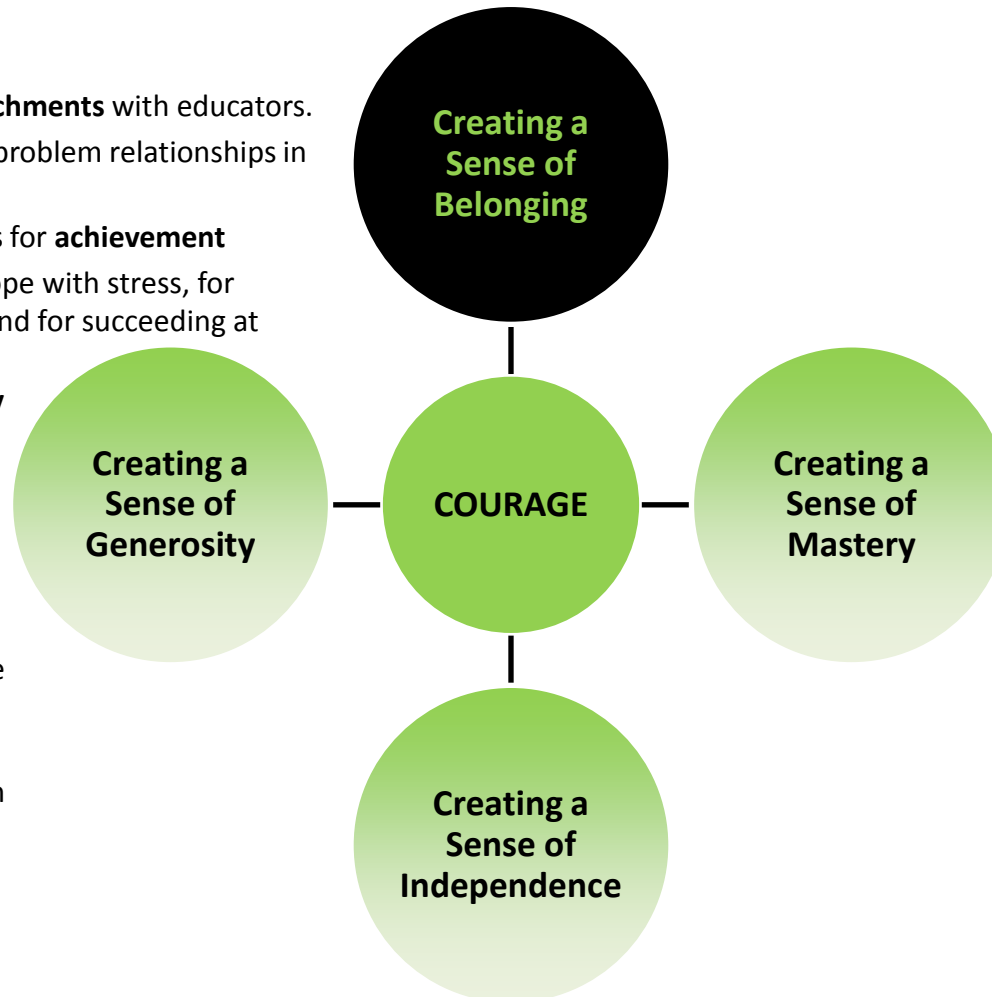 chments with educators.
problem relationships in
s for achievement
pe with stress, for
nd for succeeding at
y
e
n
Creating a
Sense of
Belonging
Creating a
Sense of
Generosity
COURAGE
Creating a
Sense of
Mastery
Creating a
Sense of
Independence